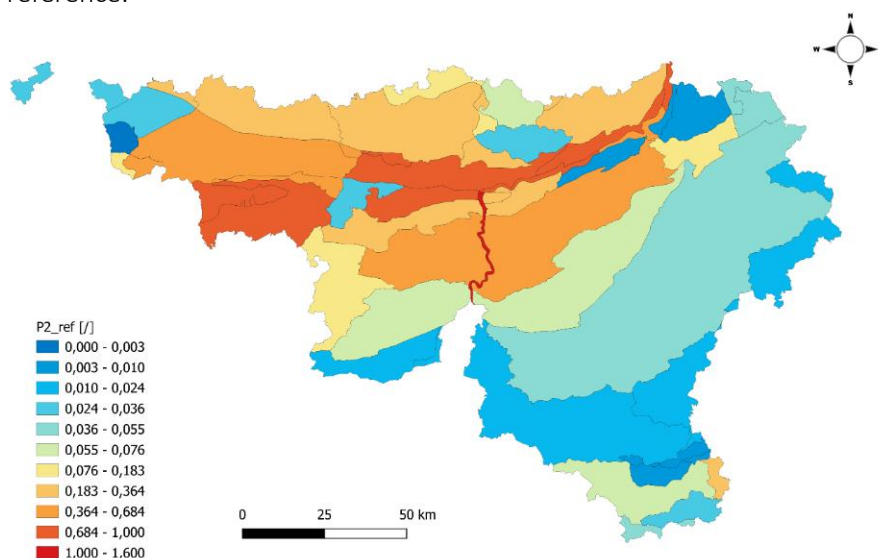 reference.
N
W
S
P2_ref [/]
0,000 - 0,003
0,003 - 0,010
0,010 - 0,024
0,024 - 0,036
0,036 - 0,055
0,055 - 0,076
0,076 - 0,183
0,183 - 0,364
0,364 - 0,684
0,684 - 1,000
1,000 - 1,600
0 25 50 km